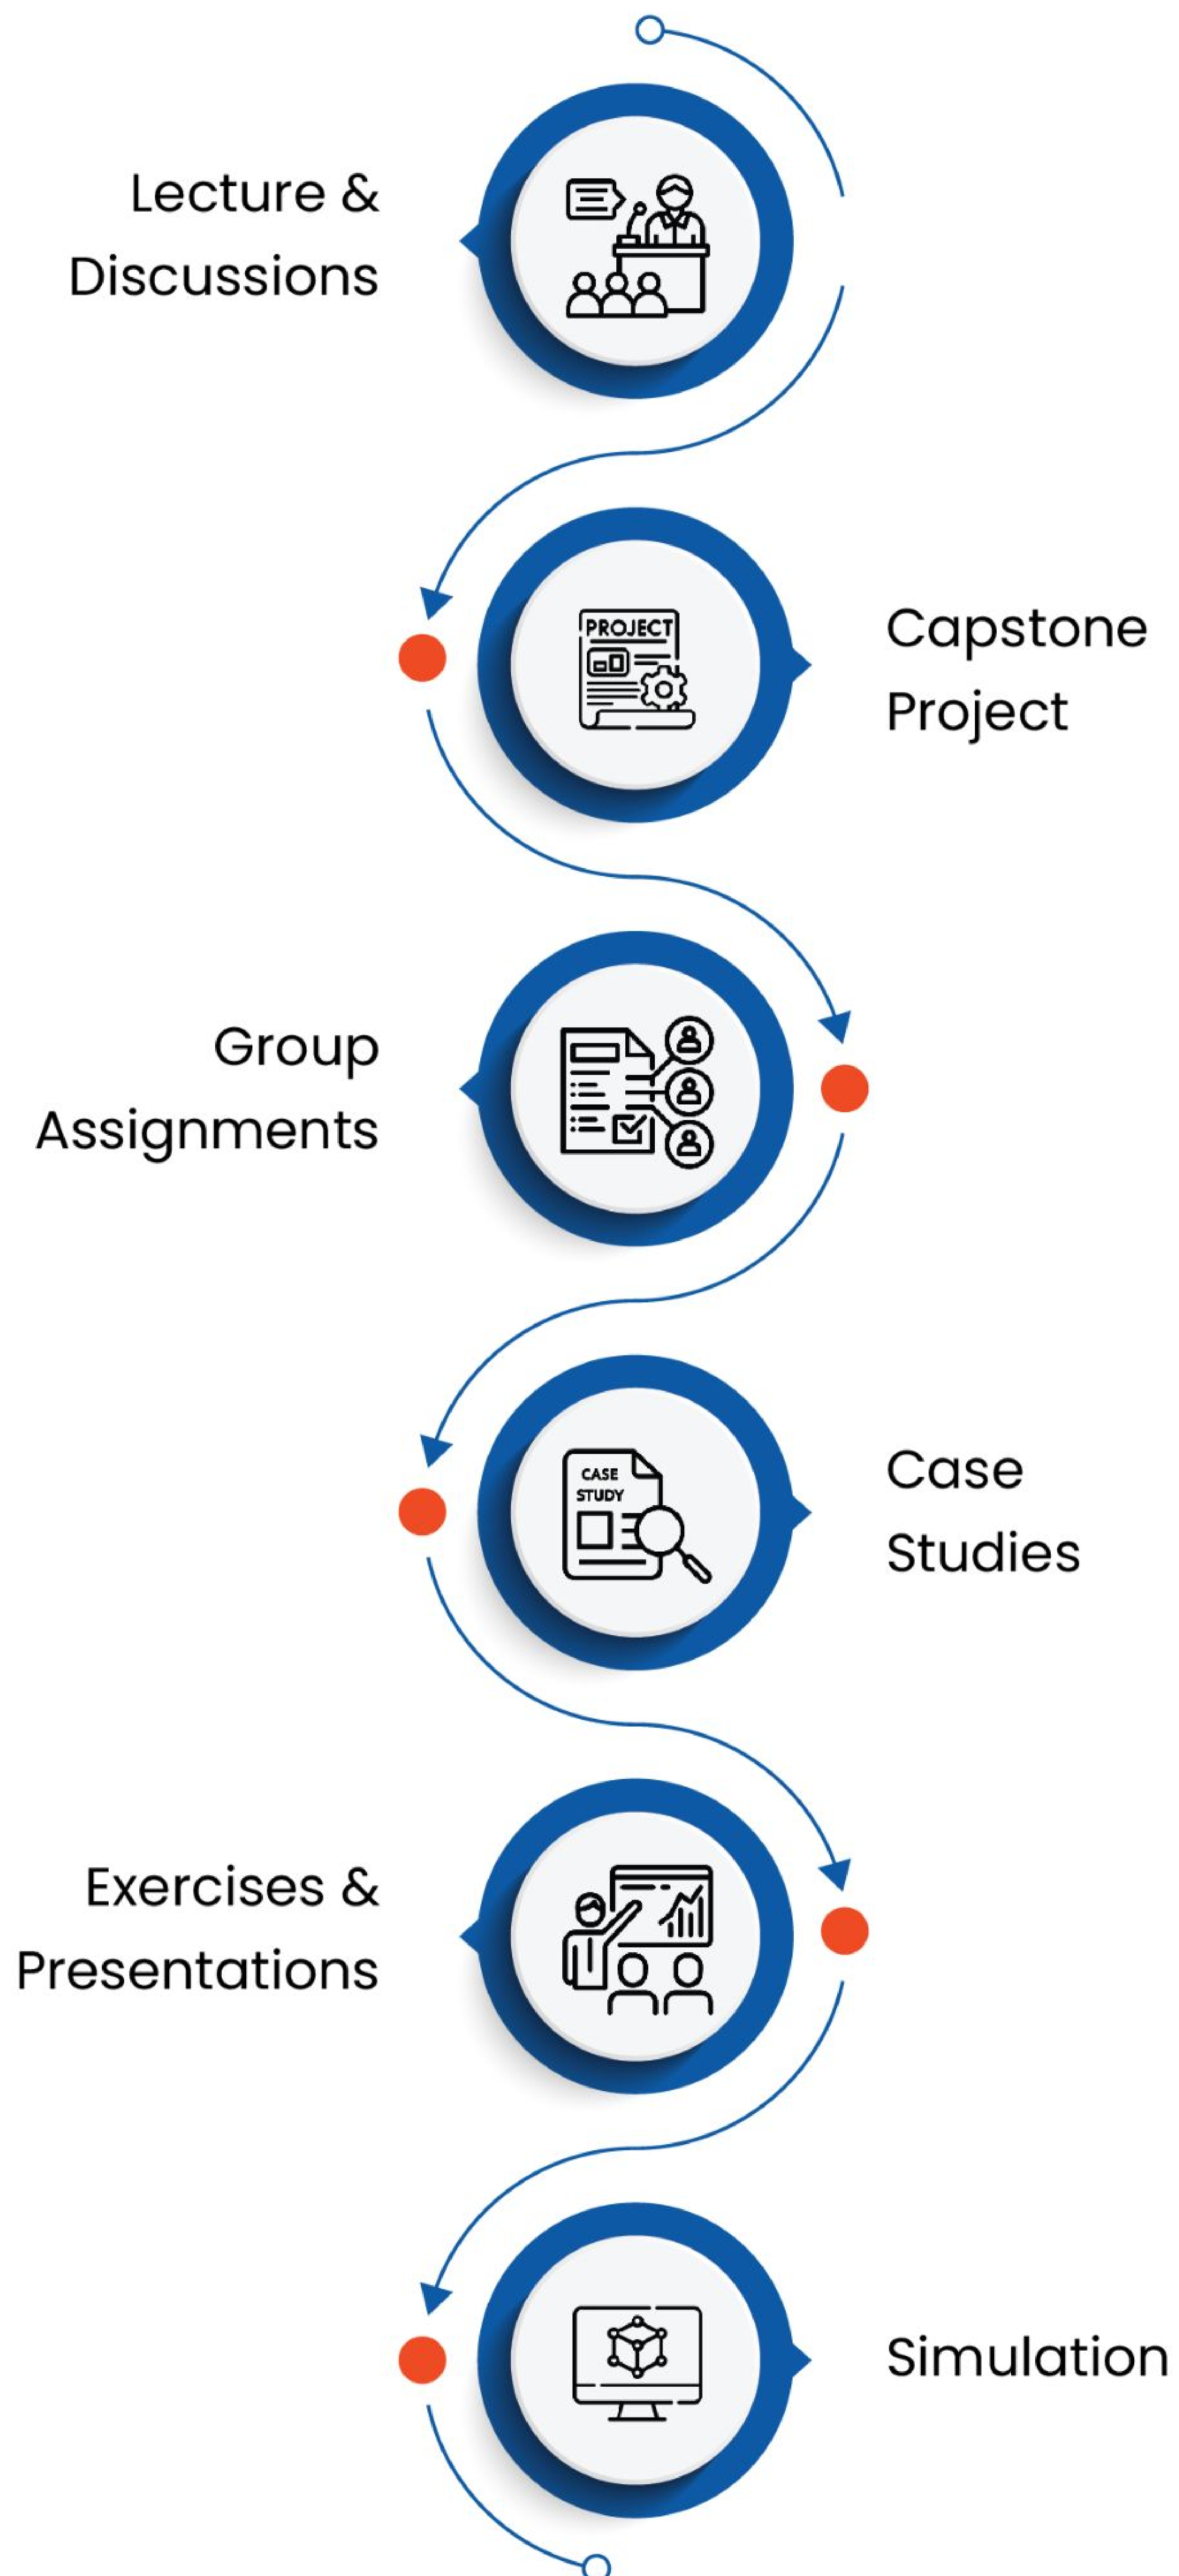 Lecture &
Discussions
PROJECT
Capstone
Project
Group
Assignments
CASE
STUDY
Case
Studies
Exercises &
Presentations
Simulation